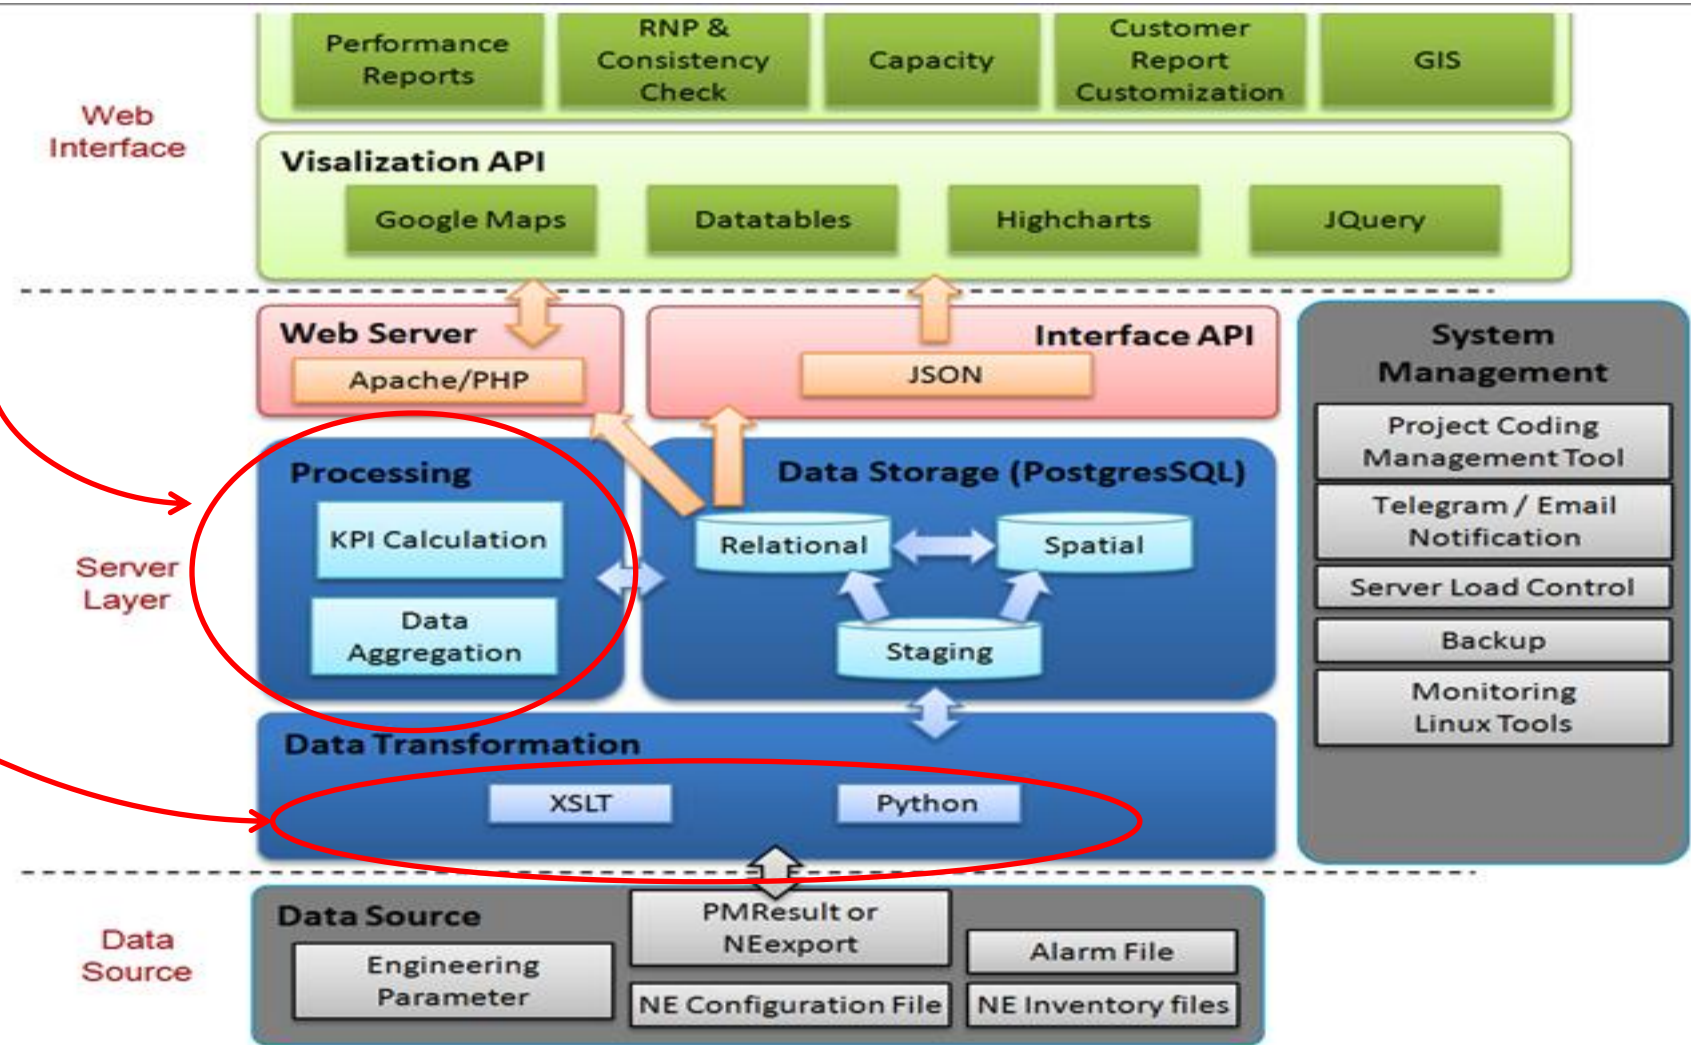 Performance
Reports
RNP &
Consistency
Check
Capacity
Customer
Report
Customization
GIS
Web
Interface
Visalization API
Google Maps
Datatables
Highcharts
JQuery
Web Server
Apache/PHP
Interface API
JSON
System
Management
Project Coding
Management Tool
Telegram / Email
Notification
Server Load Control
Backup
Monitoring
Linux Tools
Server
Layer
Processing
KPI Calculation
Data
Aggregation
Data Storage (PostgresSQL)
Relational
Spatial
Staging
Data Transformation
XSLT
Python
Data
Source
Data Source
Engineering
Parameter
PMResult or
NEexport
NE Configuration File
Alarm File
NE Inventory files